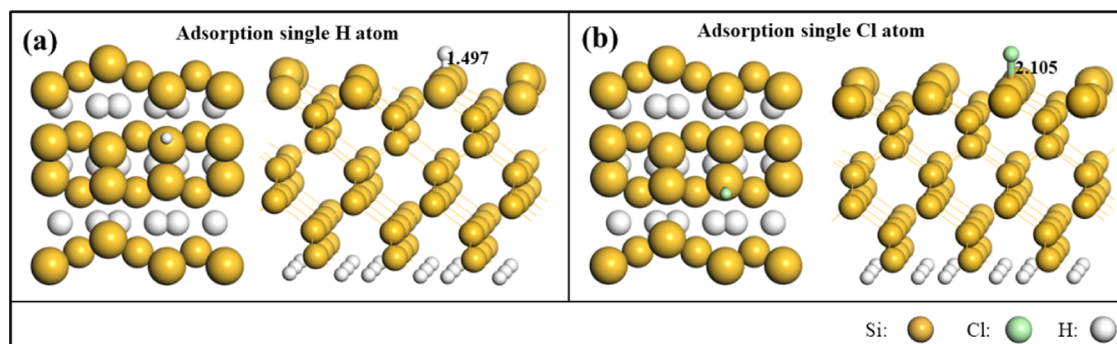 (a)
Adsorption single H atom
1.497
(b)
Adsorption single Cl atom
2.105
Si: Cl: H: